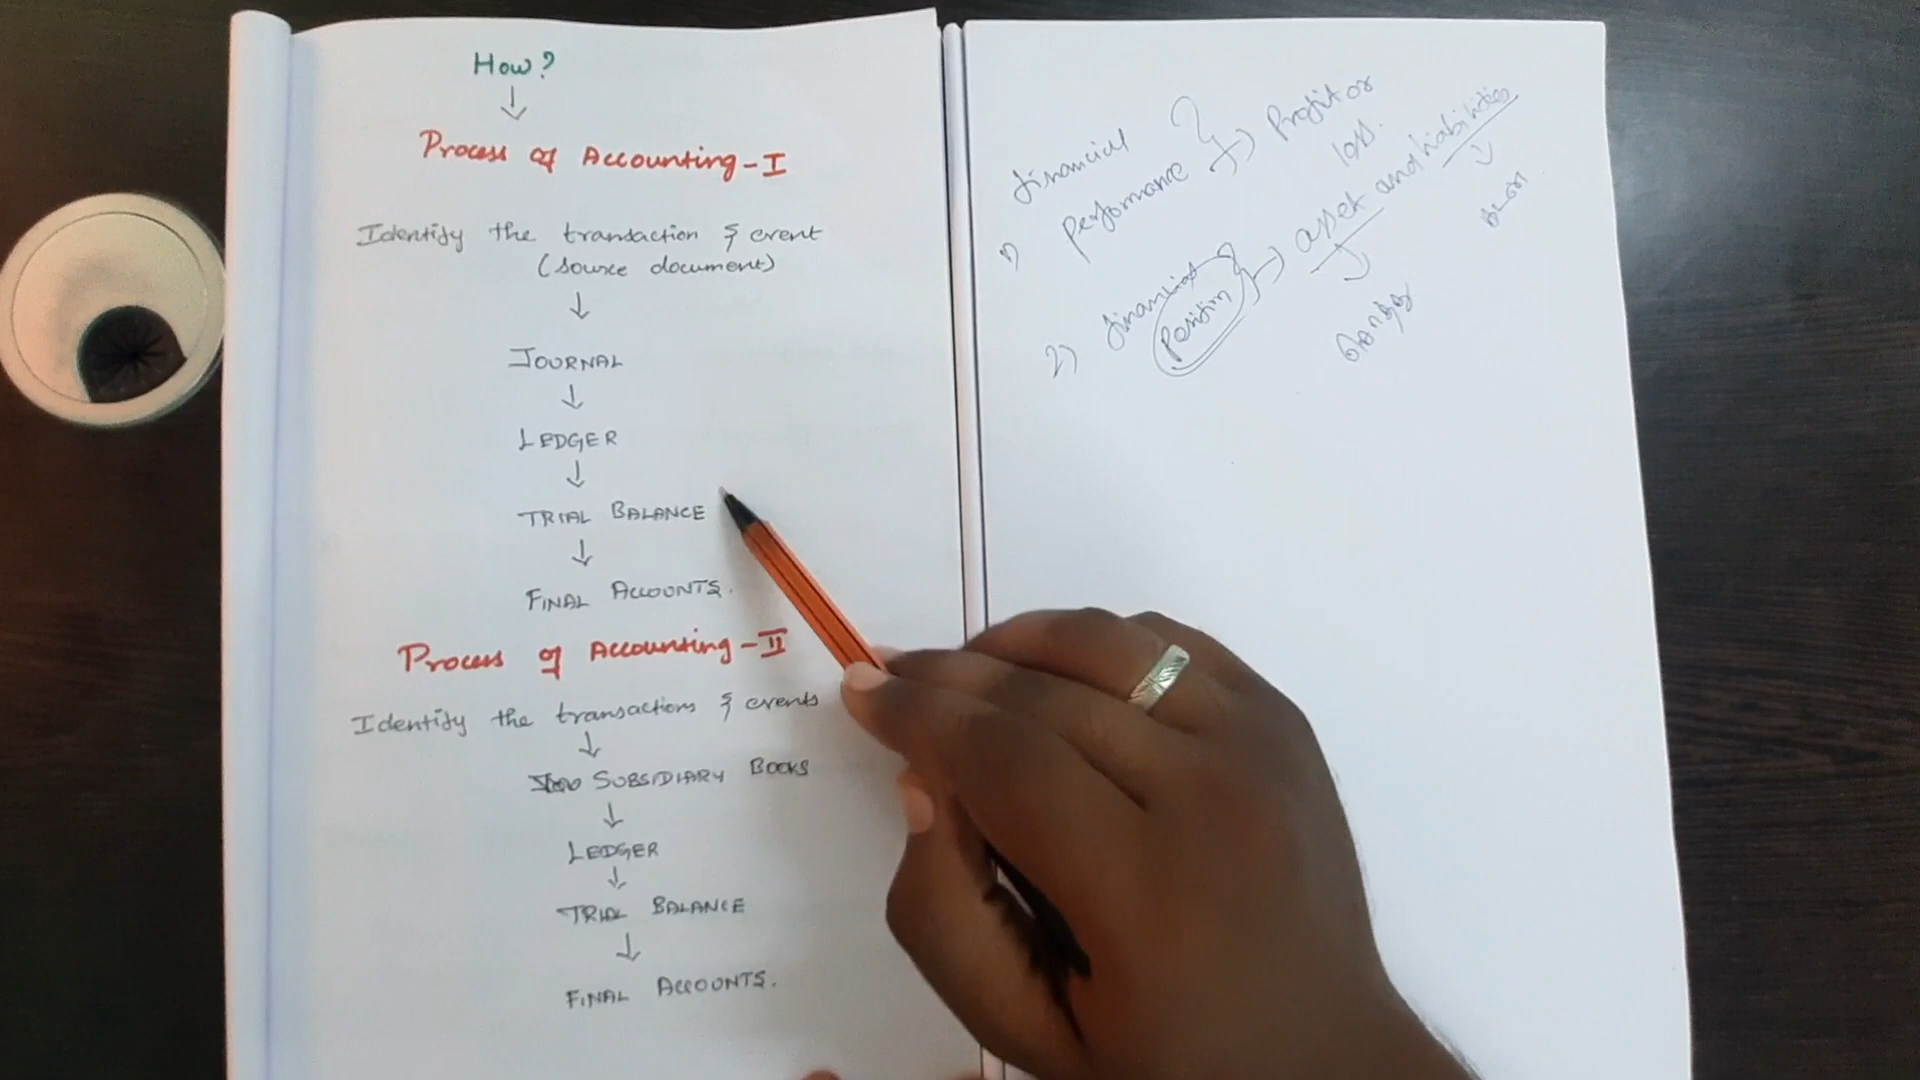 How?
↓
Process of Accounting - I
Identify the transaction & event
(source document)
↓
JOURNAL
↓
LEDGER
↓
TRIAL BALANCE
↓
FINAL ACCOUNTS.
Process of Accounting - II
Identify the transactions & events
↓
SUBSIDIARY BOOKS
↓
LEDGER
↓
TRIAL BALANCE
↓
FINAL ACCOUNTS.
1) financial
performance } → Profit or
loss.
2) financial
position } → asset and liabilities
↓ ↓
சொத்து கடன்